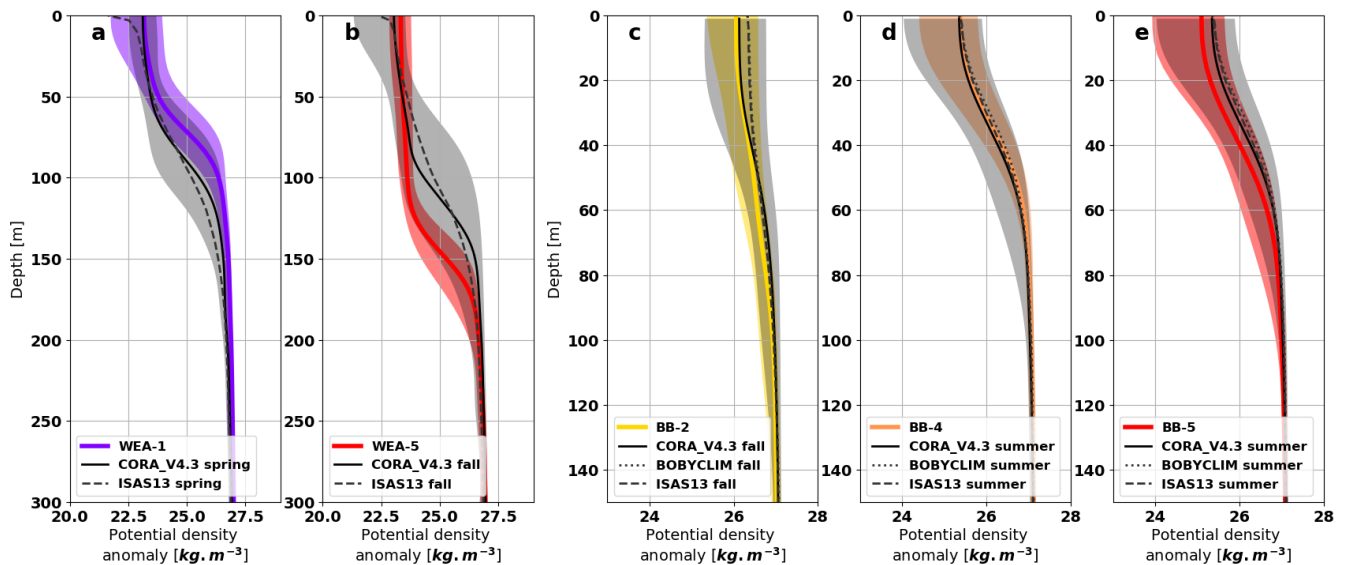 a
b
c
d
e
0
50
100
150
200
250
300
Depth [m]
20.0
22.5
25.0
27.5
Potential density
anomaly [kg.m⁻³]
WEA-1
CORA_V4.3 spring
ISAS13 spring
0
50
100
150
200
250
300
20.0
22.5
25.0
27.5
Potential density
anomaly [kg.m⁻³]
WEA-5
CORA_V4.3 fall
ISAS13 fall
0
20
40
60
80
100
120
140
Depth [m]
24
26
28
Potential density
anomaly [kg.m⁻³]
BB-2
CORA_V4.3 fall
BOBYCLIM fall
ISAS13 fall
0
20
40
60
80
100
120
140
24
26
28
Potential density
anomaly [kg.m⁻³]
BB-4
CORA_V4.3 summer
BOBYCLIM summer
ISAS13 summer
0
20
40
60
80
100
120
140
24
26
28
Potential density
anomaly [kg.m⁻³]
BB-5
CORA_V4.3 summer
BOBYCLIM summer
ISAS13 summer